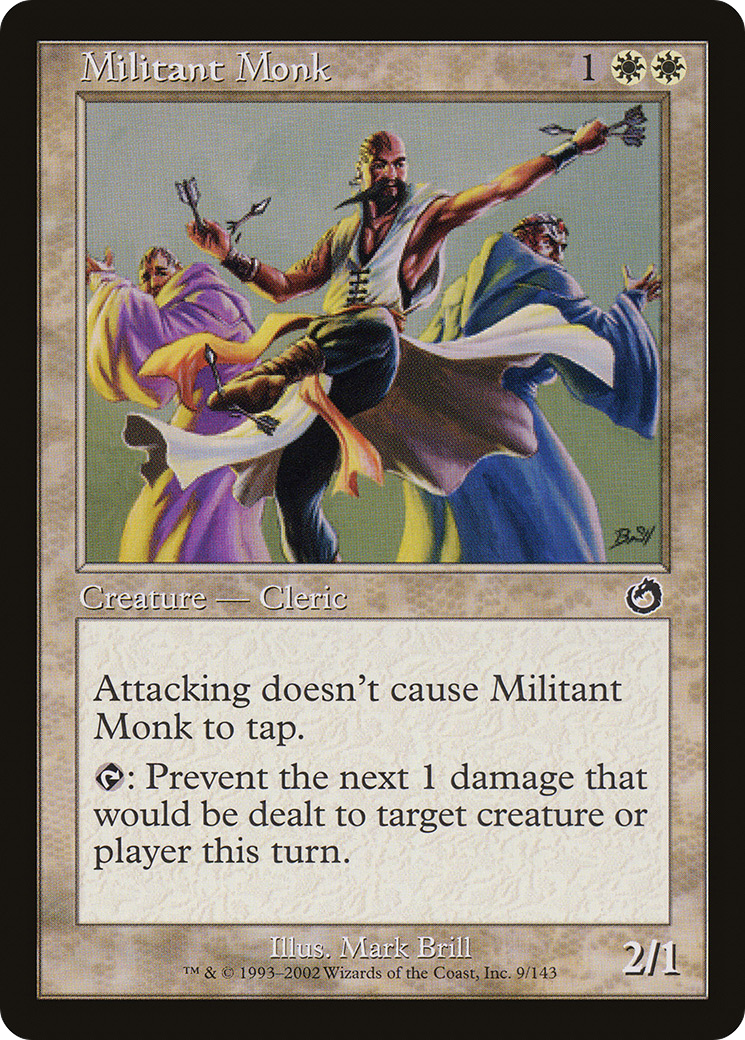 Militant Monk 1
Creature — Cleric
Attacking doesn't cause Militant
Monk to tap.
: Prevent the next 1 damage that
would be dealt to target creature or
player this turn.
Illus. Mark Brill
™ & © 1993–2002 Wizards of the Coast, Inc. 9/143
2/1